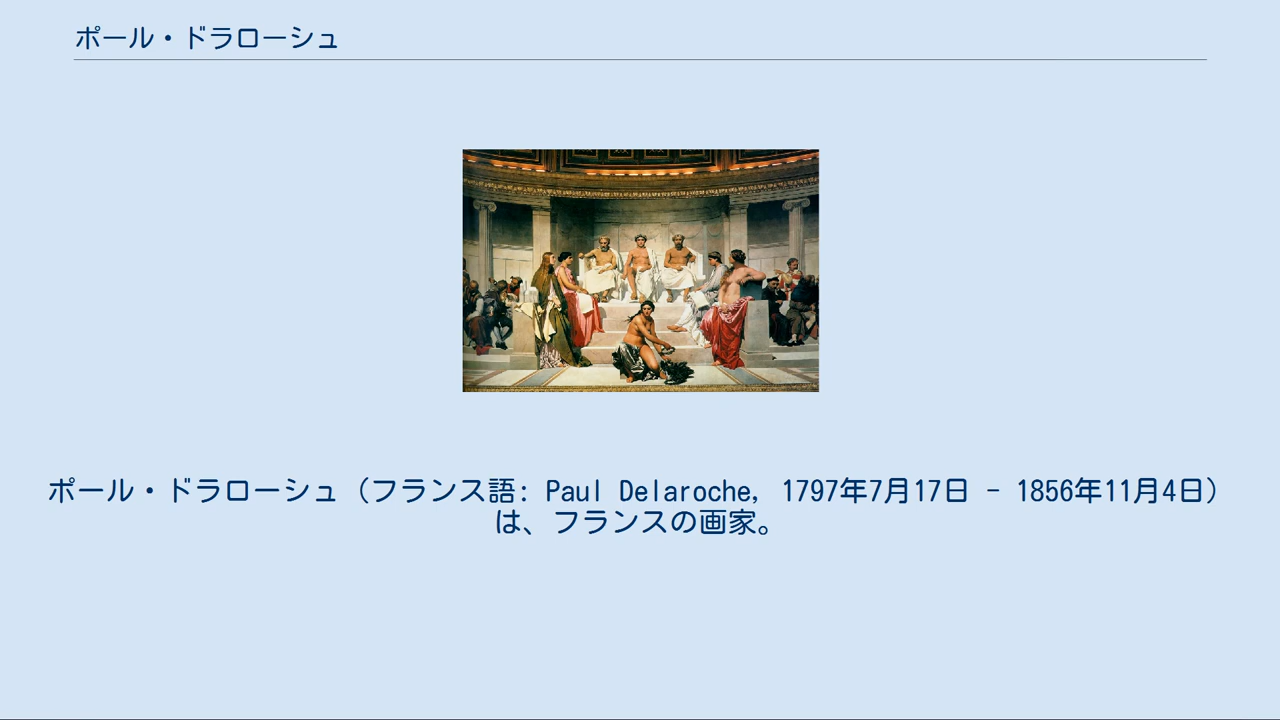 ポール・ドラローシュ
ポール・ドラローシュ（フランス語: Paul Delaroche, 1797年7月17日 - 1856年11月4日）
は、フランスの画家。